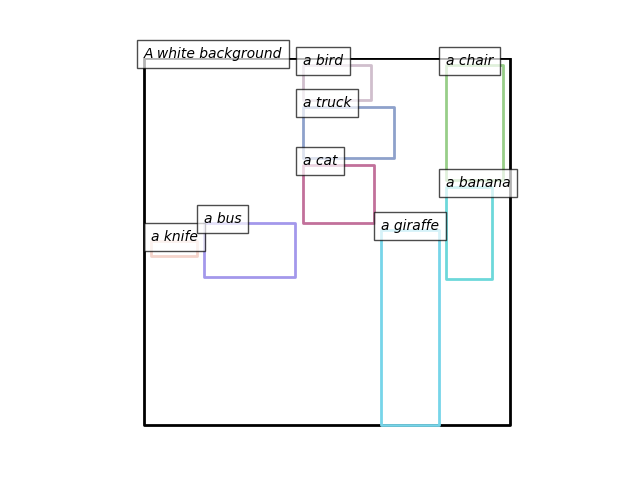 A white background
a bird
a chair
a truck
a cat
a banana
a bus
a giraffe
a knife